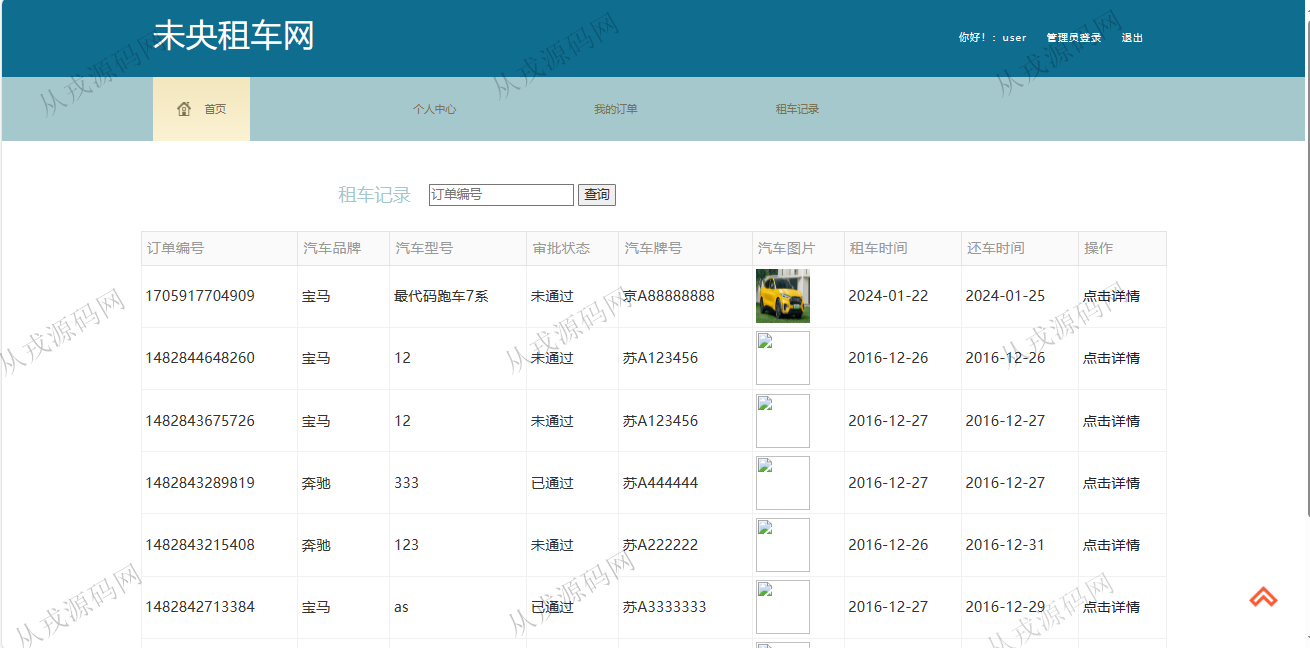 未央租车网
你好！: user 管理员登录 退出
首页 个人中心 我的订单 租车记录
租车记录 订单编号 查询
订单编号 汽车品牌 汽车型号 审批状态 汽车牌号 汽车图片 租车时间 还车时间 操作
1705917704909 宝马 最代码跑车7系 未通过 京A88888888 2024-01-22 2024-01-25 点击详情
1482844648260 宝马 12 未通过 苏A123456 2016-12-26 2016-12-26 点击详情
1482843675726 宝马 12 未通过 苏A123456 2016-12-27 2016-12-27 点击详情
1482843289819 奔驰 333 已通过 苏A444444 2016-12-27 2016-12-27 点击详情
1482843215408 奔驰 123 未通过 苏A222222 2016-12-26 2016-12-31 点击详情
1482842713384 宝马 as 已通过 苏A3333333 2016-12-27 2016-12-29 点击详情
从戎源码网
从戎源码网
从戎源码网
从戎源码网
从戎源码网
从戎源码网
从戎源码网
从戎源码网
从戎源码网